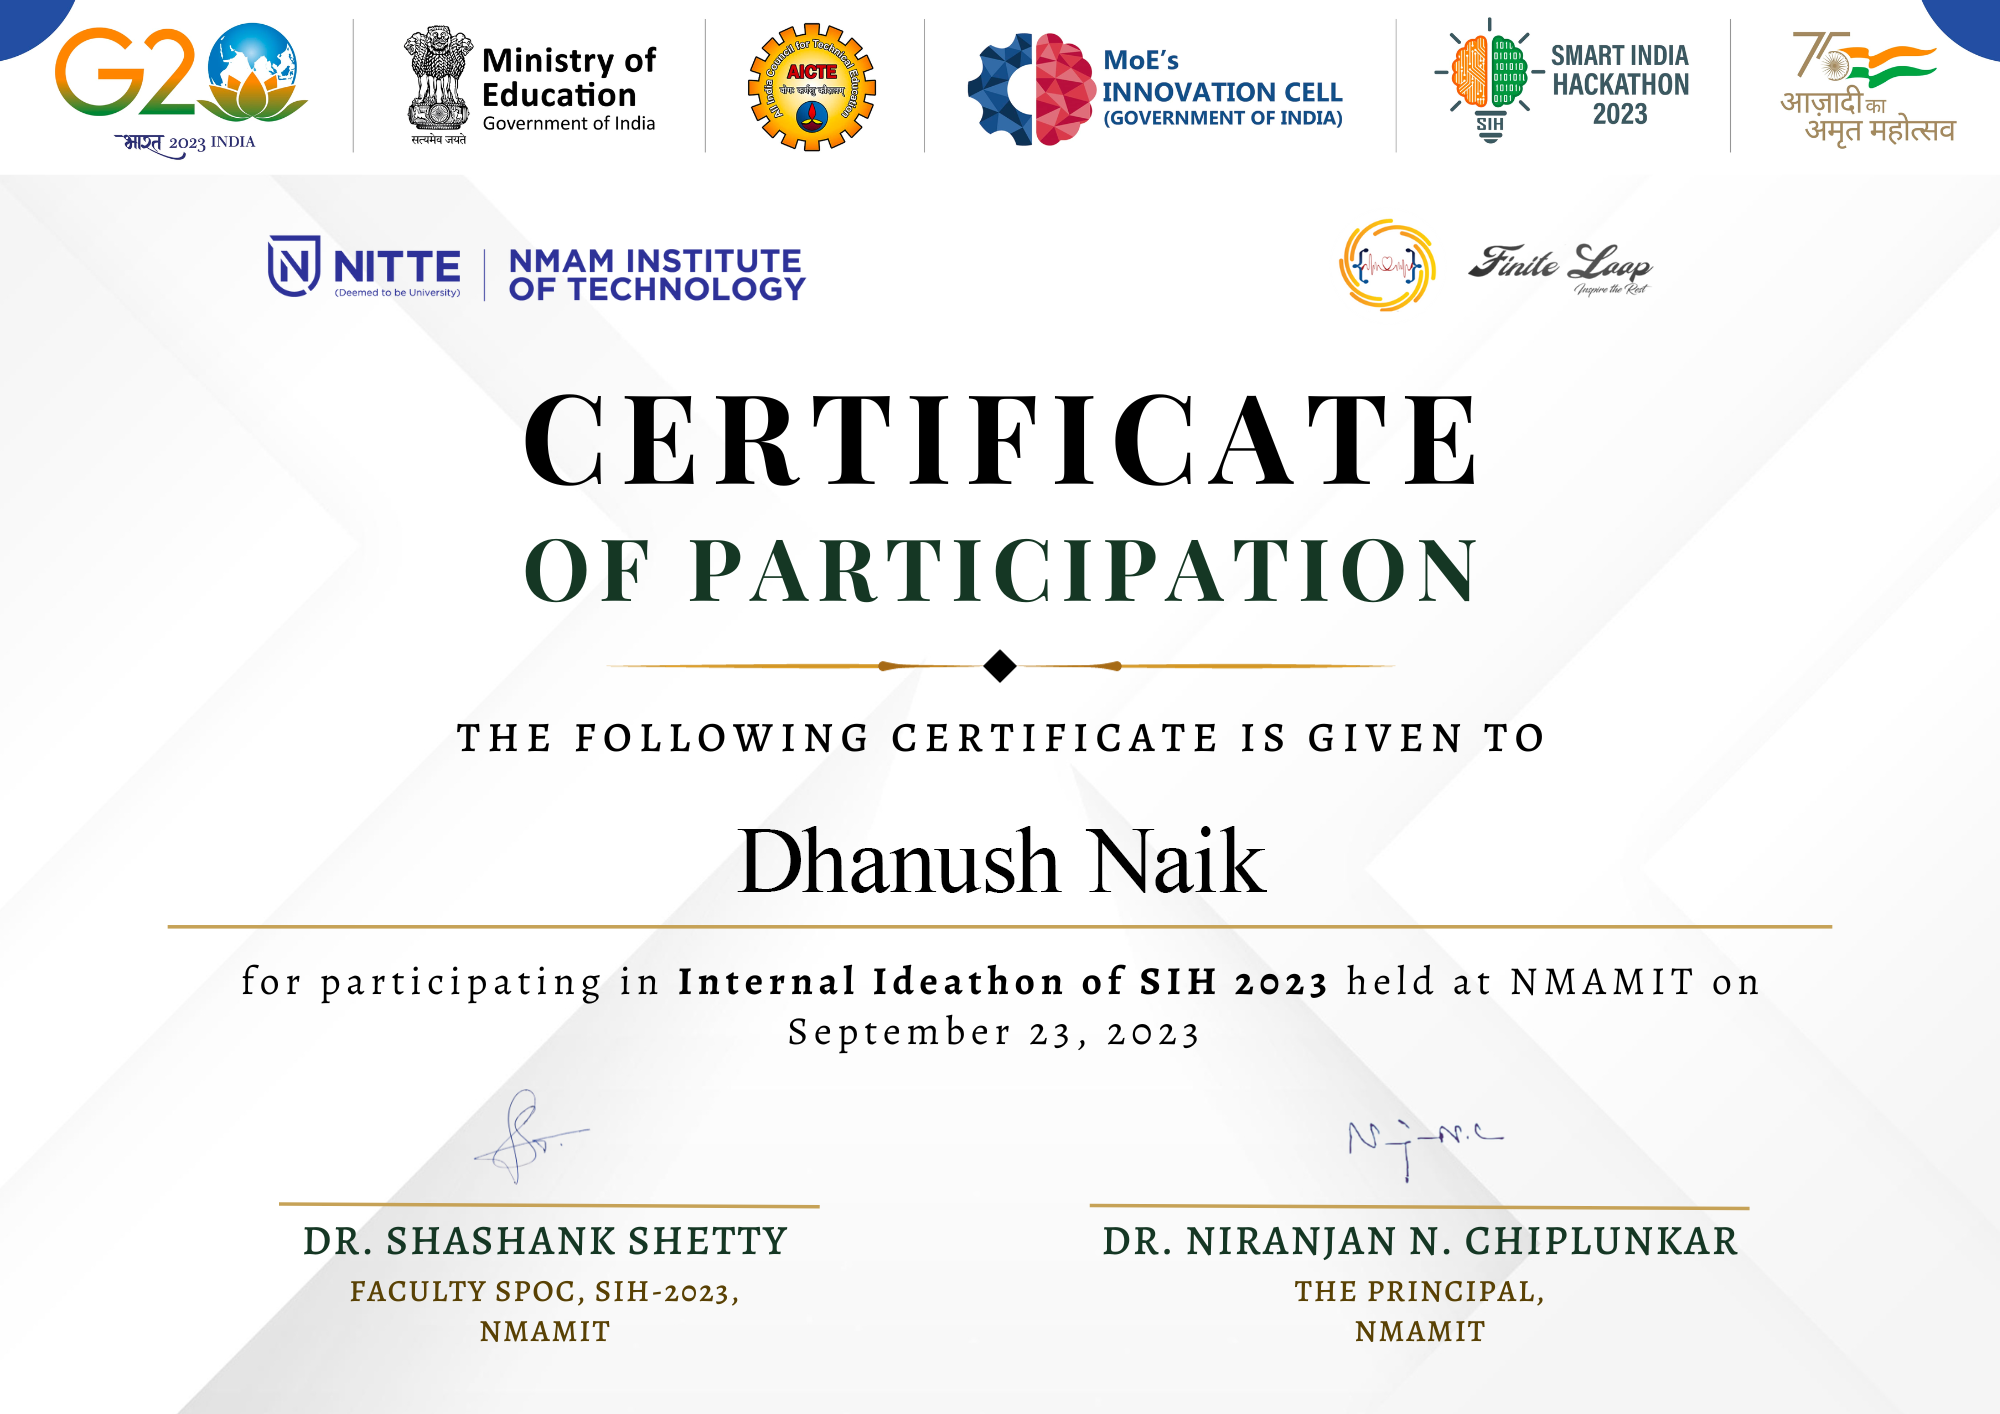 G20
भारत 2023 INDIA
सत्यमेव जयते
Ministry of
Education
Government of India
All India Council for Technical Education
AICTE
योगः कर्मसु कौशलम्
MoE's
INNOVATION CELL
(GOVERNMENT OF INDIA)
SIH
SMART INDIA
HACKATHON
2023
75
आज़ादी का
अमृत महोत्सव
N NITTE
(Deemed to be University)
NMAM INSTITUTE
OF TECHNOLOGY
Finite Loop
Inspire the Rest
CERTIFICATE
OF PARTICIPATION
THE FOLLOWING CERTIFICATE IS GIVEN TO
Dhanush Naik
for participating in Internal Ideathon of SIH 2023 held at NMAMIT on
September 23, 2023
DR. SHASHANK SHETTY
FACULTY SPOC, SIH-2023,
NMAMIT
DR. NIRANJAN N. CHIPLUNKAR
THE PRINCIPAL,
NMAMIT